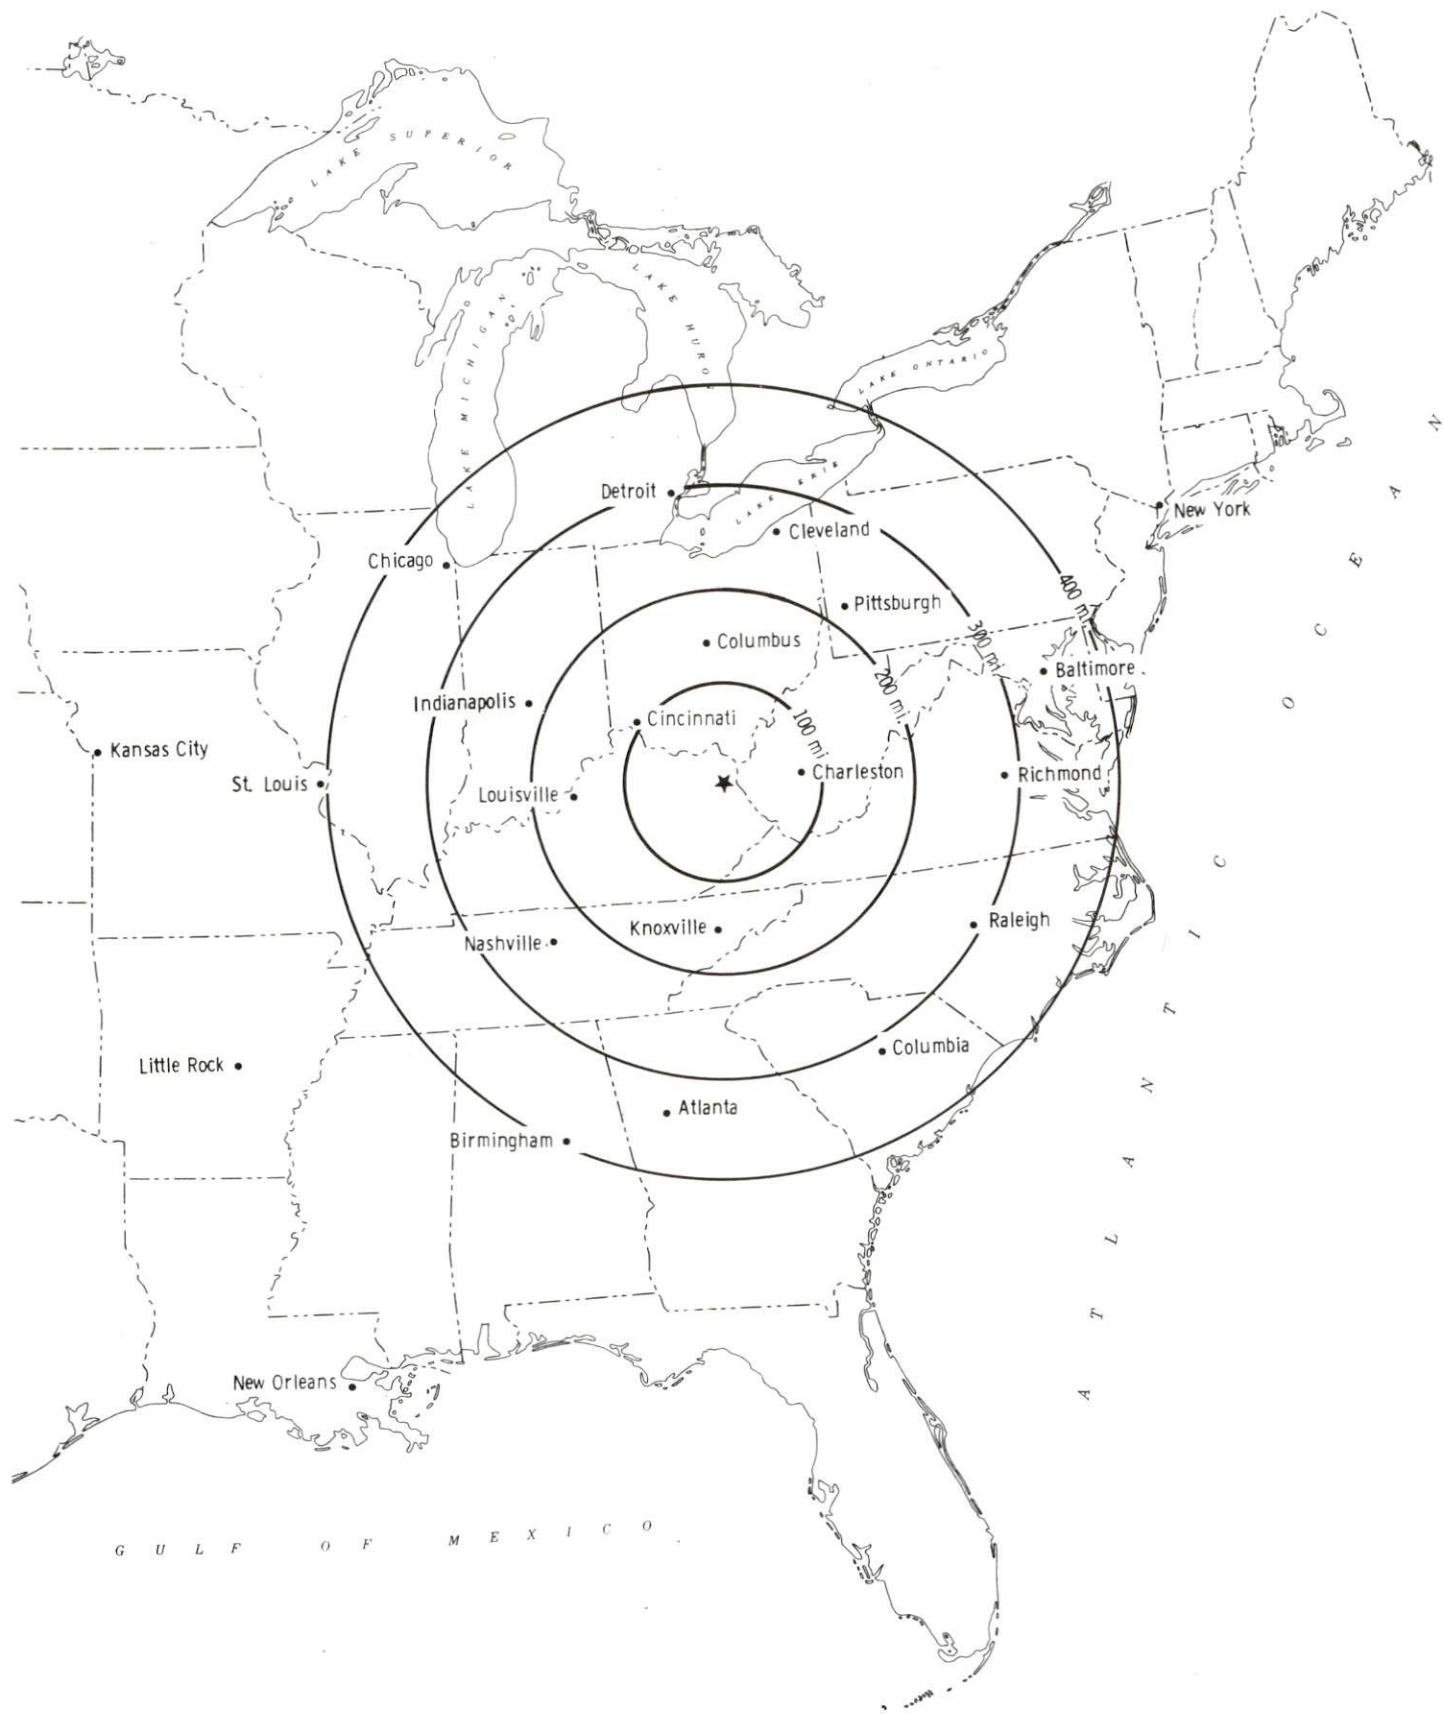 LAKE SUPERIOR
LAKE MICHIGAN
LAKE HURON
LAKE ONTARIO
LAKE ERIE
Detroit
Cleveland
New York
Chicago
400 mi
Pittsburgh
300 mi
Columbus
Baltimore
200 mi
Indianapolis
Cincinnati
100 mi
Kansas City
St. Louis
Louisville
Charleston
Richmond
Knoxville
Raleigh
Nashville
Little Rock
Columbia
Atlanta
Birmingham
New Orleans
ATLANTIC OCEAN
GULF OF MEXICO